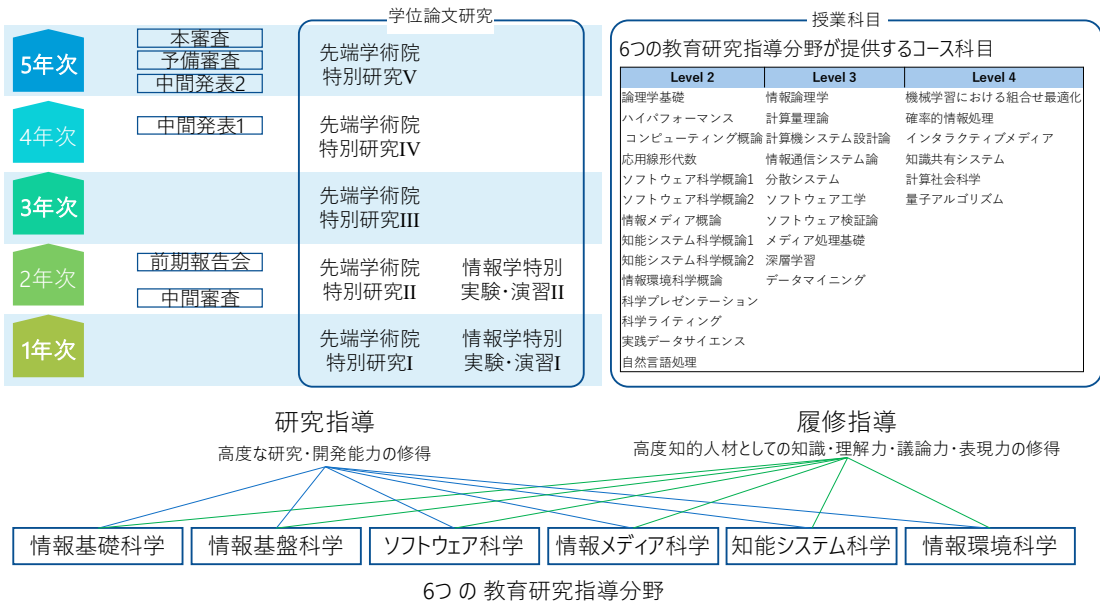 学位論文研究
5年次
本審査
予備審査
中間発表2
先端学術院
特別研究V
4年次
中間発表1
先端学術院
特別研究IV
3年次
先端学術院
特別研究III
2年次
前期報告会
中間審査
先端学術院
特別研究II
情報学特別
実験・演習II
1年次
先端学術院
特別研究I
情報学特別
実験・演習I
授業科目
6つの教育研究指導分野が提供するコース科目
Level 2
論理学基礎
ハイパフォーマンス
コンピューティング概論
応用線形代数
ソフトウェア科学概論1
ソフトウェア科学概論2
情報メディア概論
知能システム科学概論1
知能システム科学概論2
情報環境科学概論
科学プレゼンテーション
科学ライティング
実践データサイエンス
自然言語処理
Level 3
情報論理学
計算量理論
計算機システム設計論
情報通信システム論
分散システム
ソフトウェア工学
ソフトウェア検証論
メディア処理基礎
深層学習
データマイニング
Level 4
機械学習における組合せ最適化
確率的情報処理
インタラクティブメディア
知識共有システム
計算社会科学
量子アルゴリズム
研究指導
高度な研究・開発能力の修得
履修指導
高度知的人材としての知識・理解力・議論力・表現力の修得
情報基礎科学
情報基盤科学
ソフトウェア科学
情報メディア科学
知能システム科学
情報環境科学
6つ の 教育研究指導分野